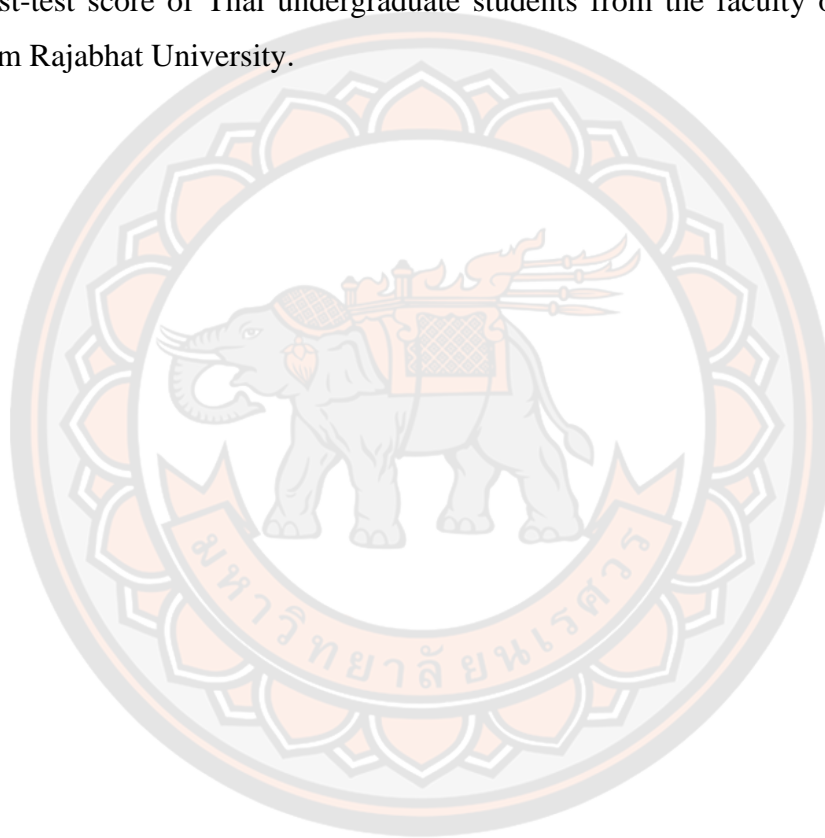 st-test score of Thai undergraduate students from the faculty o
m Rajabhat University.
มหาวิทยาลัยนเรศวร